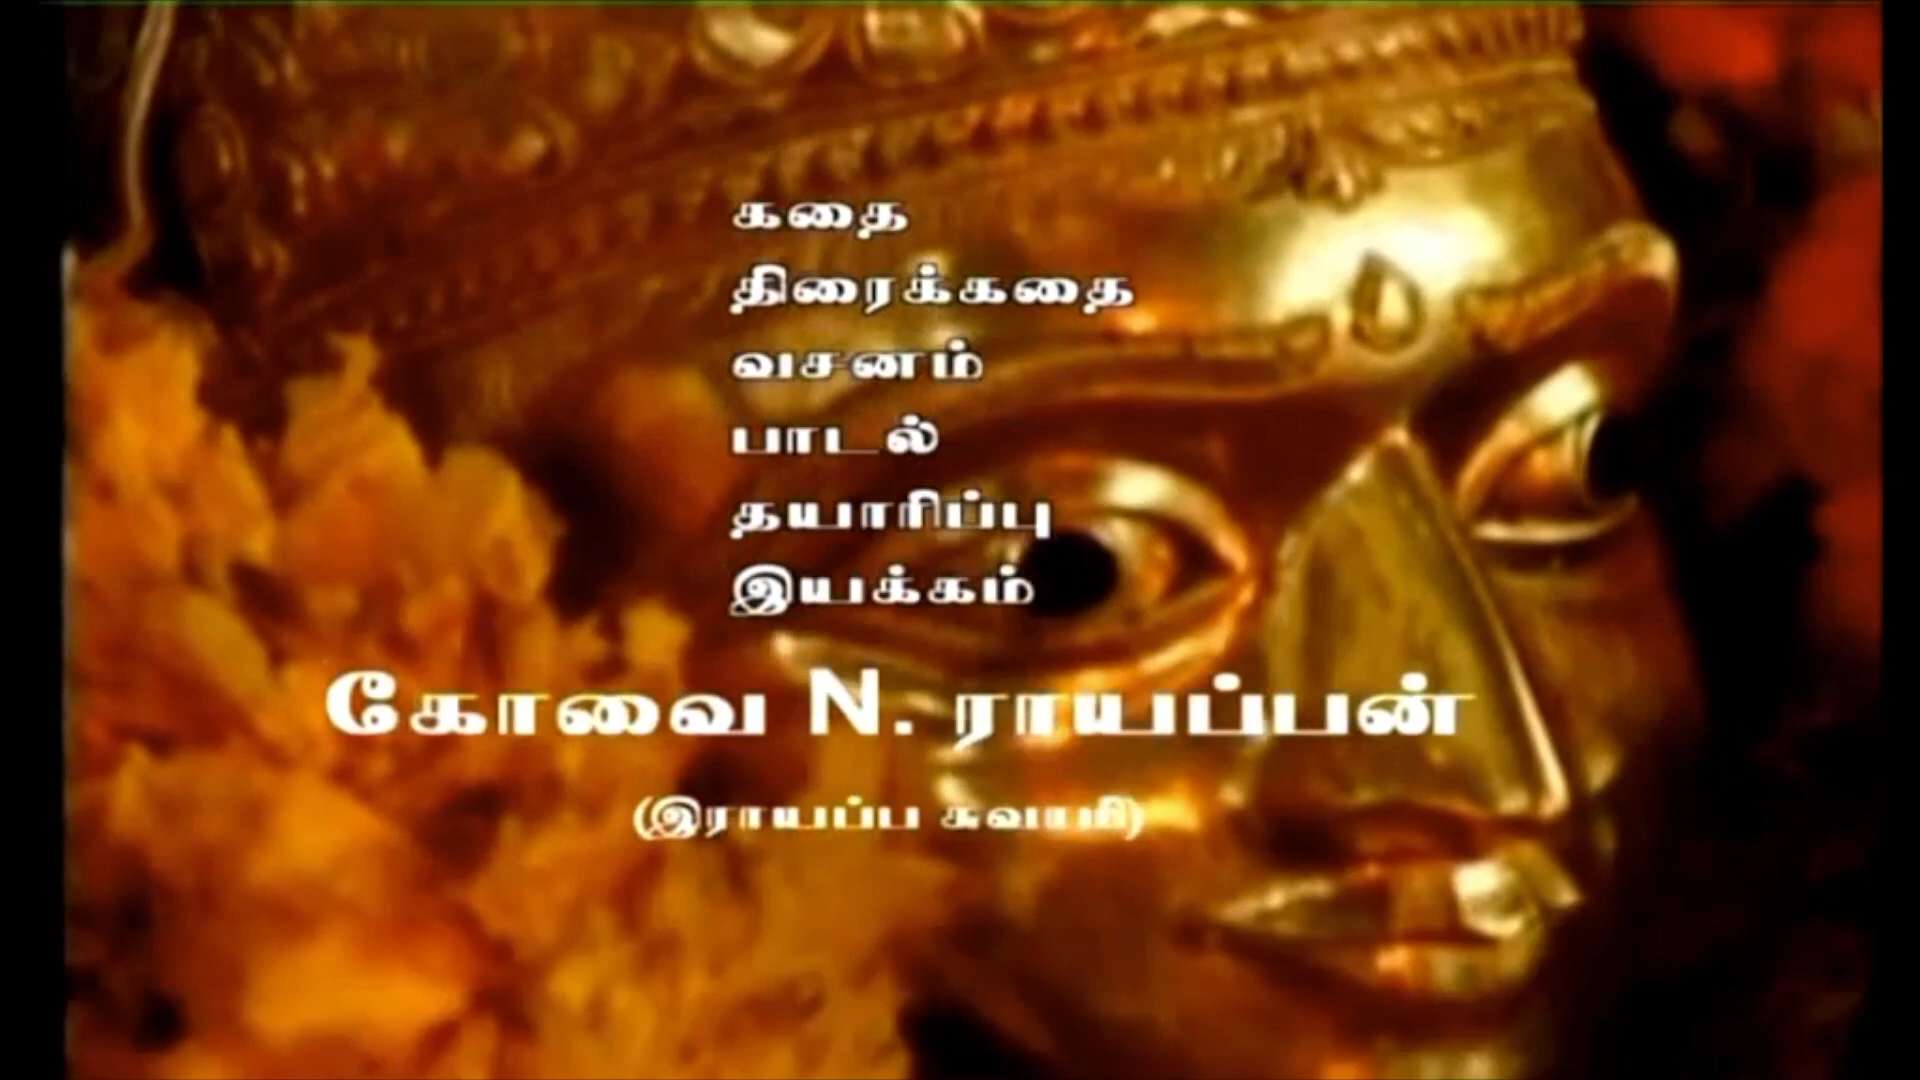 கதை
திரைக்கதை
வசனம்
பாடல்
தயாரிப்பு
இயக்கம்
கோவை N. ராயப்பன்
(இராயப்ப சுவாமி)